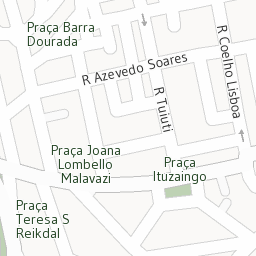 Praça Barra
Dourada
R Azevedo Soares
R Tuiuti
R Coelho Lisboa
Praça Joana
Lombello
Malavazi
Praça
Ituzaingo
Praça
Teresa S
Reikdal